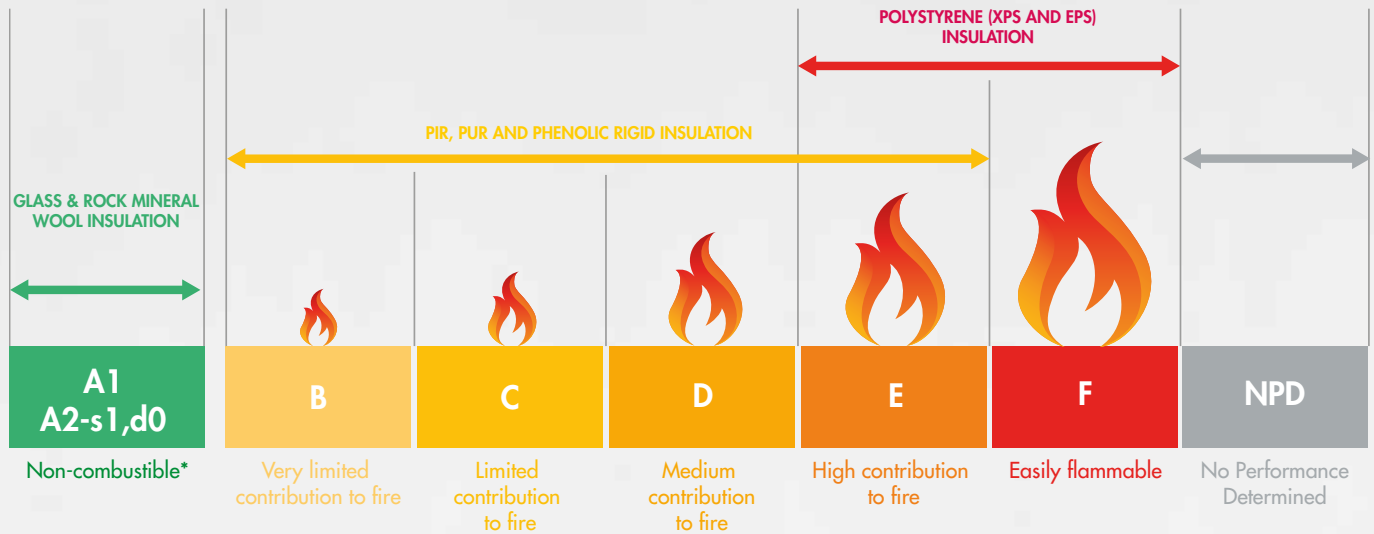 POLYSTYRENE (XPS AND EPS)
INSULATION
PIR, PUR AND PHENOLIC RIGID INSULATION
GLASS & ROCK MINERAL
WOOL INSULATION
A1
A2-s1,d0
B
C
D
E
F
NPD
Non-combustible*
Very limited
contribution to fire
Limited
contribution
to fire
Medium
contribution
to fire
High contribution
to fire
Easily flammable
No Performance
Determined